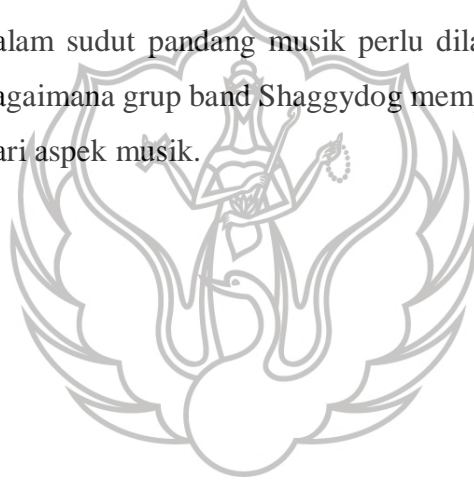 alam sudut pandang musik perlu dila
agaimana grup band Shaggydog mem
ari aspek musik.